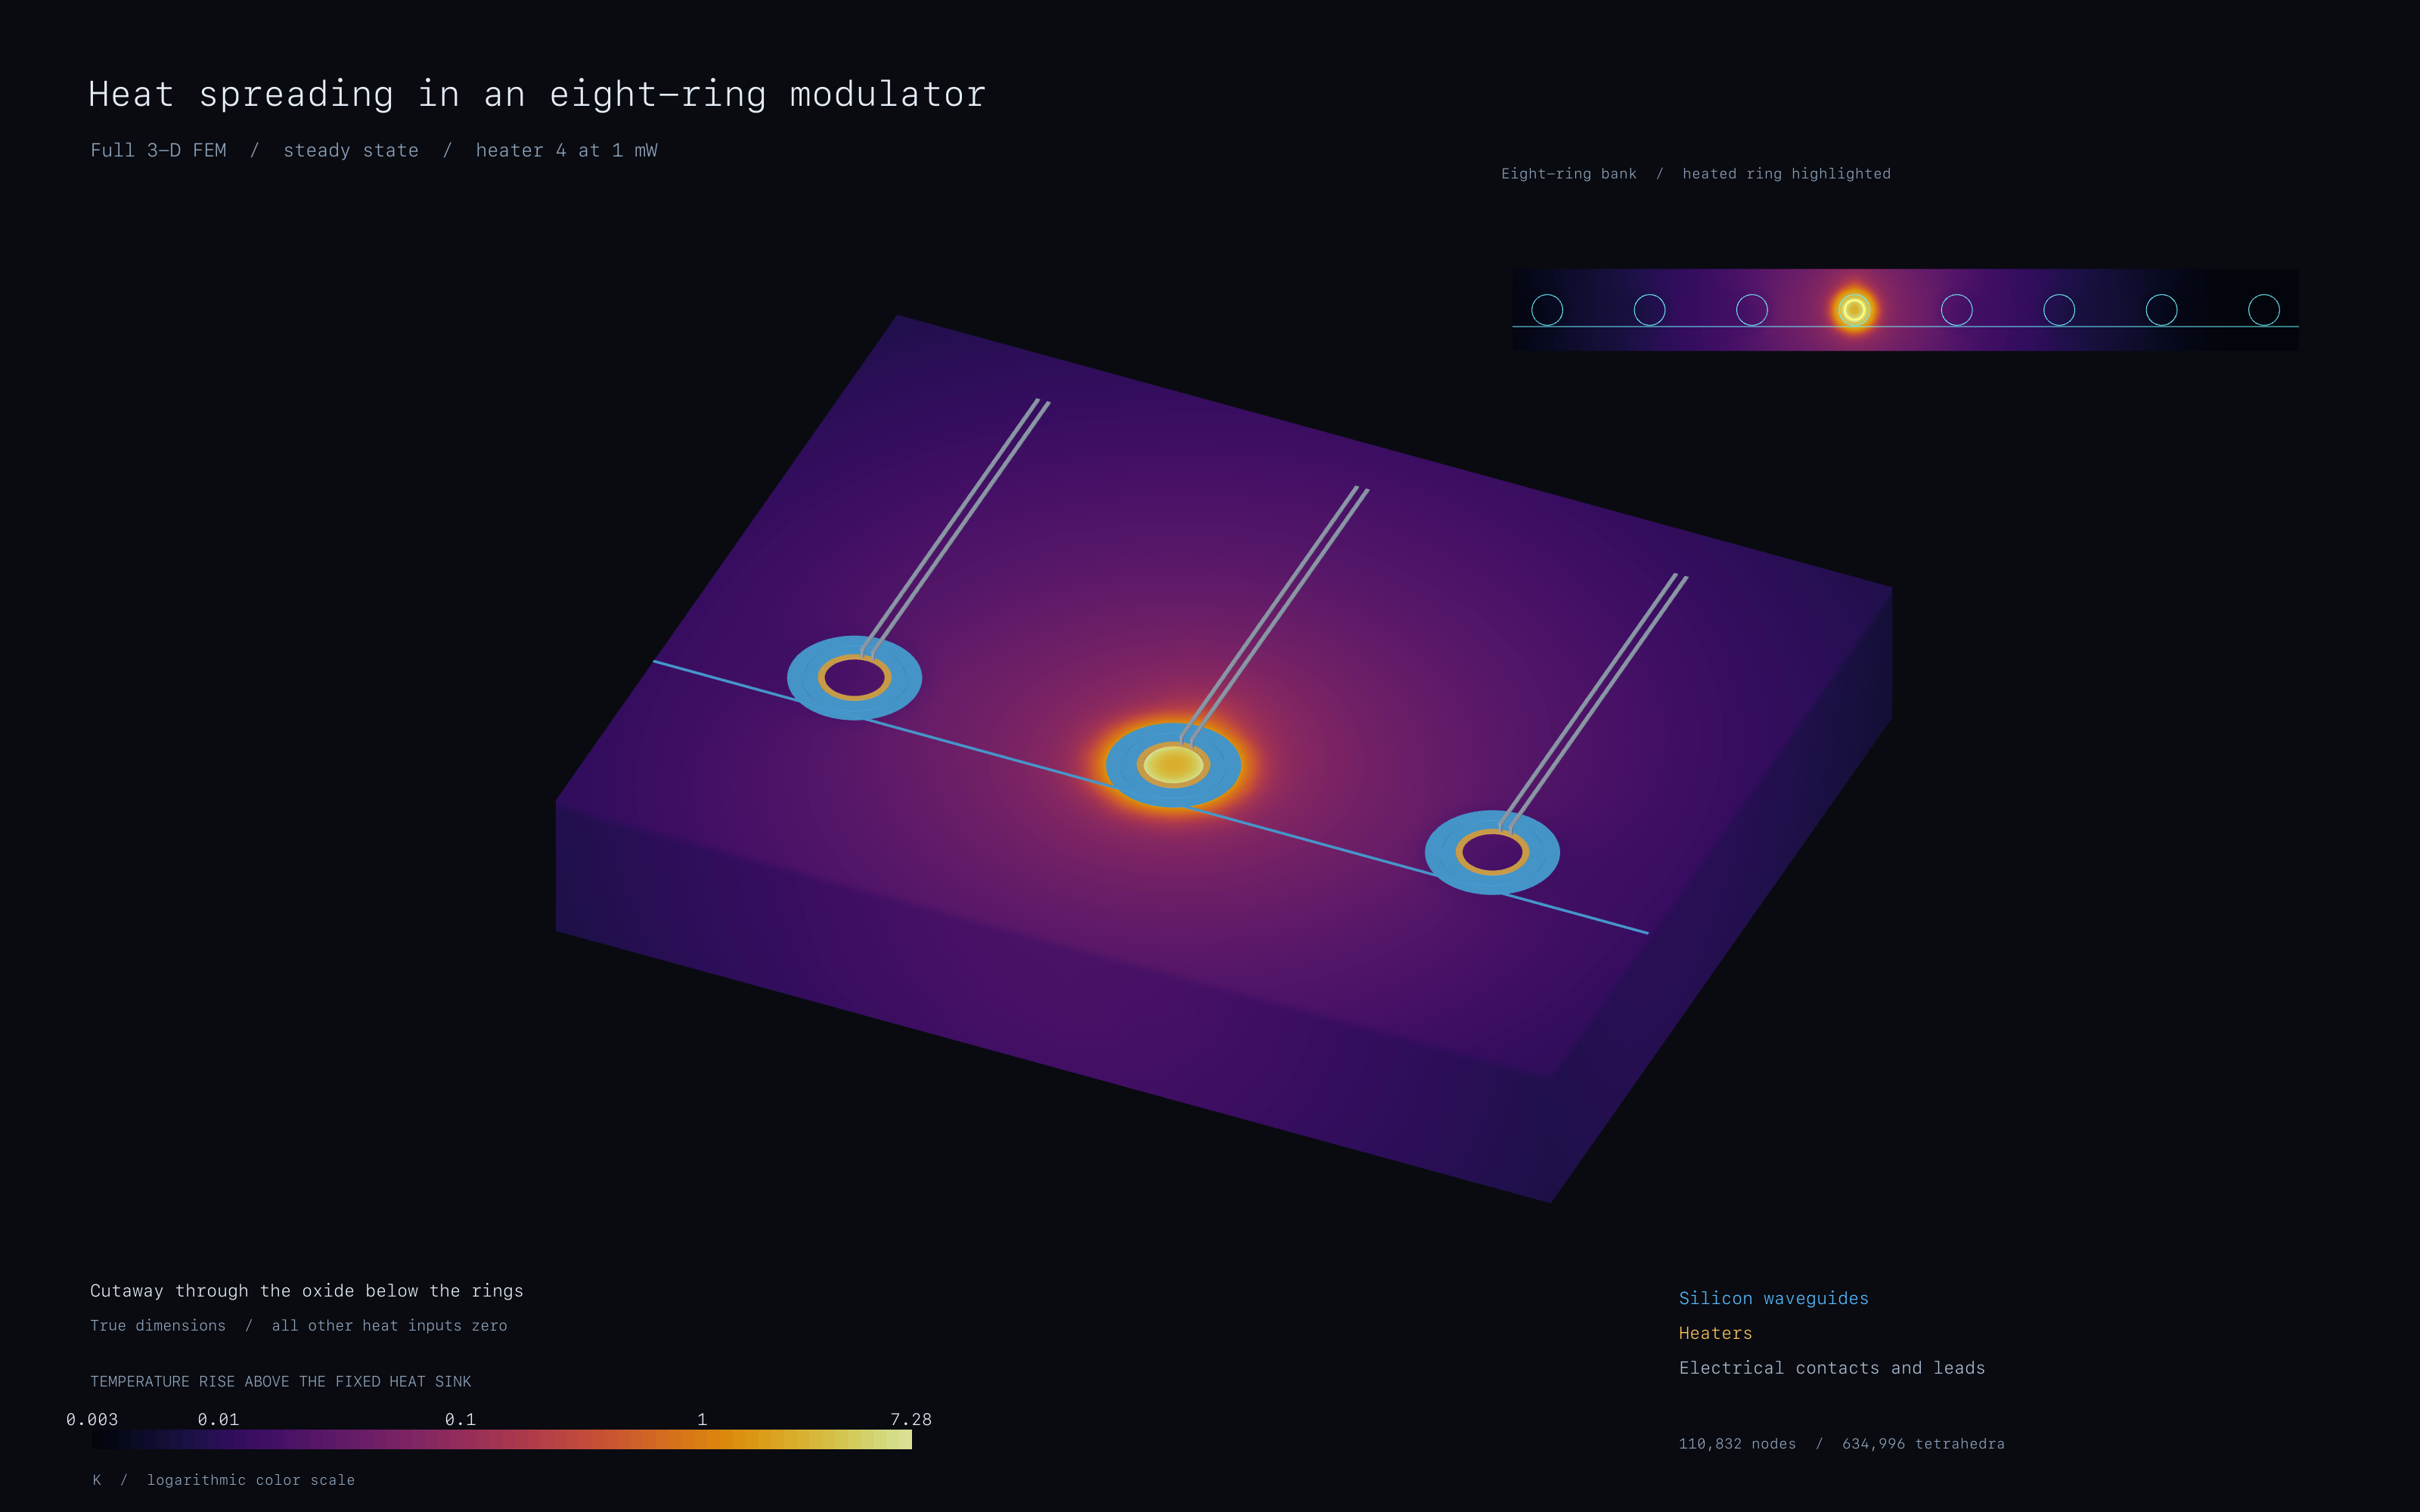 Heat spreading in an eight–ring modulator
Full 3–D FEM / steady state / heater 4 at 1 mW
Eight–ring bank / heated ring highlighted
Cutaway through the oxide below the rings
True dimensions / all other heat inputs zero
TEMPERATURE RISE ABOVE THE FIXED HEAT SINK
0.003 0.01 0.1 1 7.28
K / logarithmic color scale
Silicon waveguides
Heaters
Electrical contacts and leads
110,832 nodes / 634,996 tetrahedra